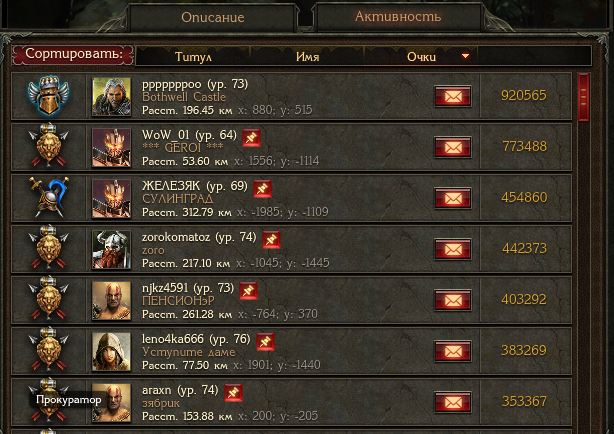 Описание
Активность
Сортировать:
Титул
Имя
Очки
pppppppoo (ур. 73)
Bothwell Castle
Расст. 196.45 км x: 880; y: 515
920565
WoW_01 (ур. 64)
*** GEROI ***
Расст. 53.60 км x: 1556; y: -1114
773488
ЖЕЛЕЗЯК (ур. 69)
СУЛИНГРАД
Расст. 312.79 км x: -1985; y: -1109
454860
zorokomatoz (ур. 74)
zoro
Расст. 217.10 км x: -1045; y: -1445
442373
njkz4591 (ур. 73)
ПЕНСИОНэР
Расст. 261.28 км x: -764; y: 370
403292
leno4ka666 (ур. 76)
Уступите даме
Расст. 77.50 км x: 1901; y: -1440
383269
Прокуратор
araxn (ур. 74)
зябрик
Расст. 153.88 км x: 200; y: -205
353367